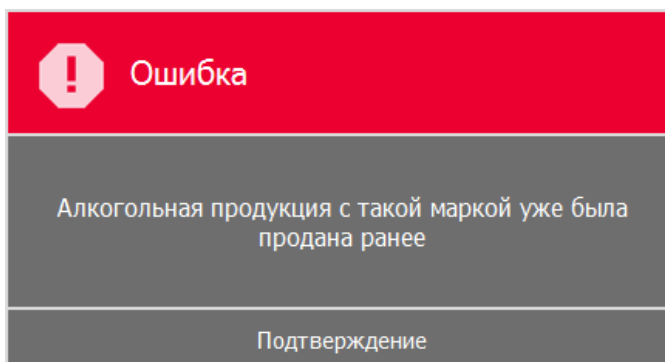 Ошибка
Алкогольная продукция с такой маркой уже была
продана ранее
Подтверждение